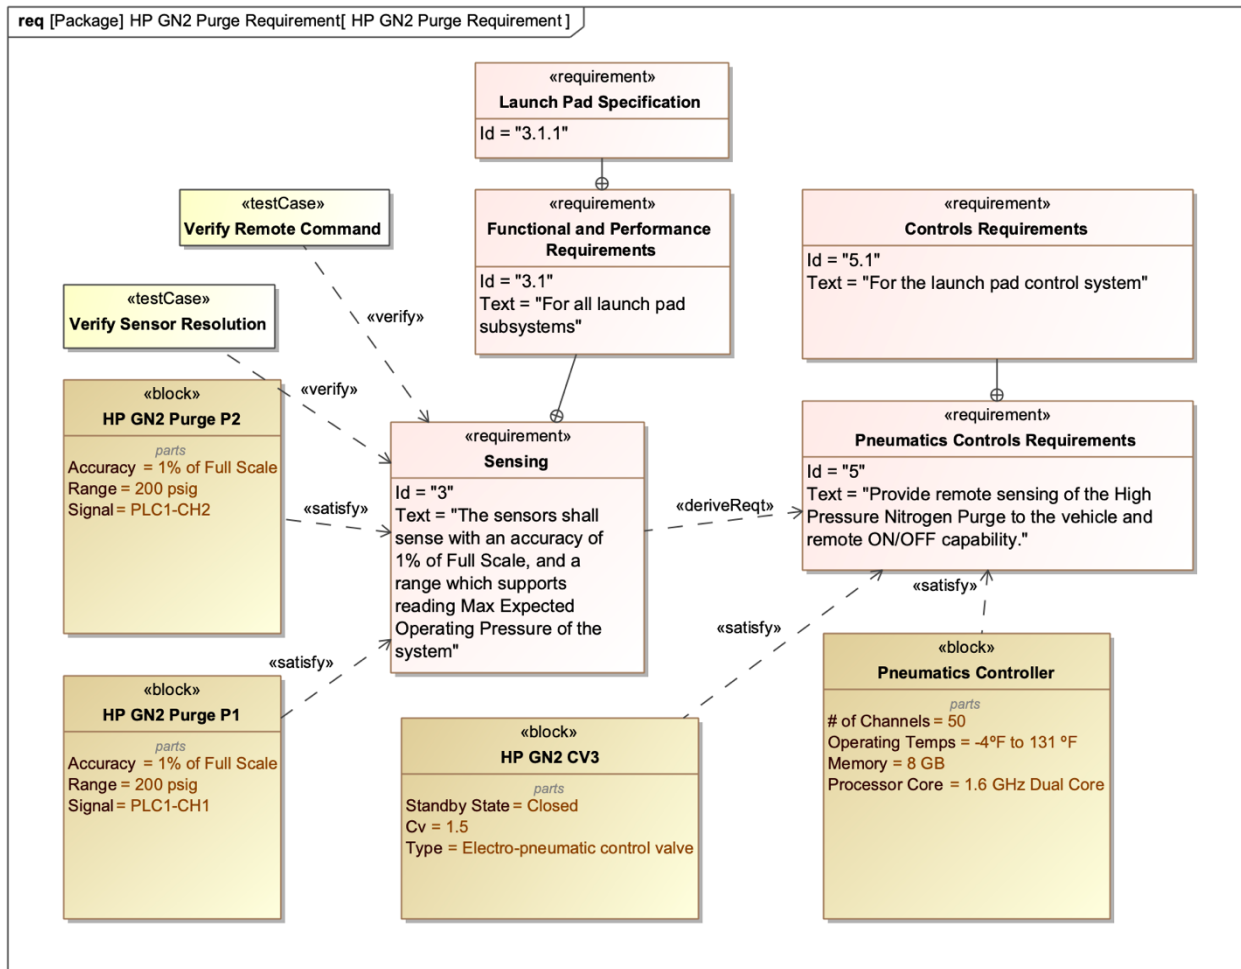 req [Package] HP GN2 Purge Requirement[ HP GN2 Purge Requirement ]
«requirement»
Launch Pad Specification
Id = "3.1.1"
«testCase»
Verify Remote Command
«requirement»
Functional and Performance
Requirements
Id = "3.1"
Text = "For all launch pad
subsystems"
«requirement»
Controls Requirements
Id = "5.1"
Text = "For the launch pad control system"
«testCase»
Verify Sensor Resolution
«verify»
«verify»
«block»
HP GN2 Purge P2
parts
Accuracy = 1% of Full Scale
Range = 200 psig
Signal = PLC1-CH2
«satisfy»
«requirement»
Sensing
Id = "3"
Text = "The sensors shall
sense with an accuracy of
1% of Full Scale, and a
range which supports
reading Max Expected
Operating Pressure of the
system"
«deriveReqt»
«requirement»
Pneumatics Controls Requirements
Id = "5"
Text = "Provide remote sensing of the High
Pressure Nitrogen Purge to the vehicle and
remote ON/OFF capability."
«satisfy»
«satisfy»
«satisfy»
«block»
HP GN2 Purge P1
parts
Accuracy = 1% of Full Scale
Range = 200 psig
Signal = PLC1-CH1
«block»
HP GN2 CV3
parts
Standby State = Closed
Cv = 1.5
Type = Electro-pneumatic control valve
«block»
Pneumatics Controller
parts
# of Channels = 50
Operating Temps = -4ºF to 131 ºF
Memory = 8 GB
Processor Core = 1.6 GHz Dual Core